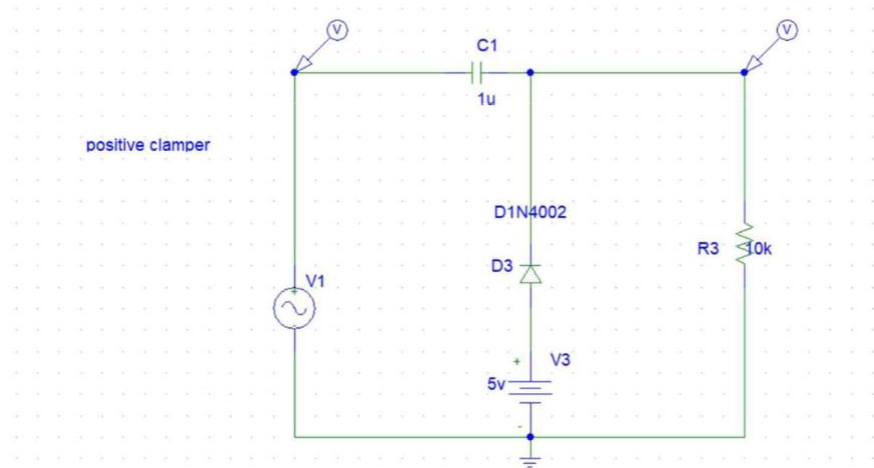 V
V
C1
1u
positive clamper
D1N4002
D3
R3
10k
V1
+
+
V3
5v
-